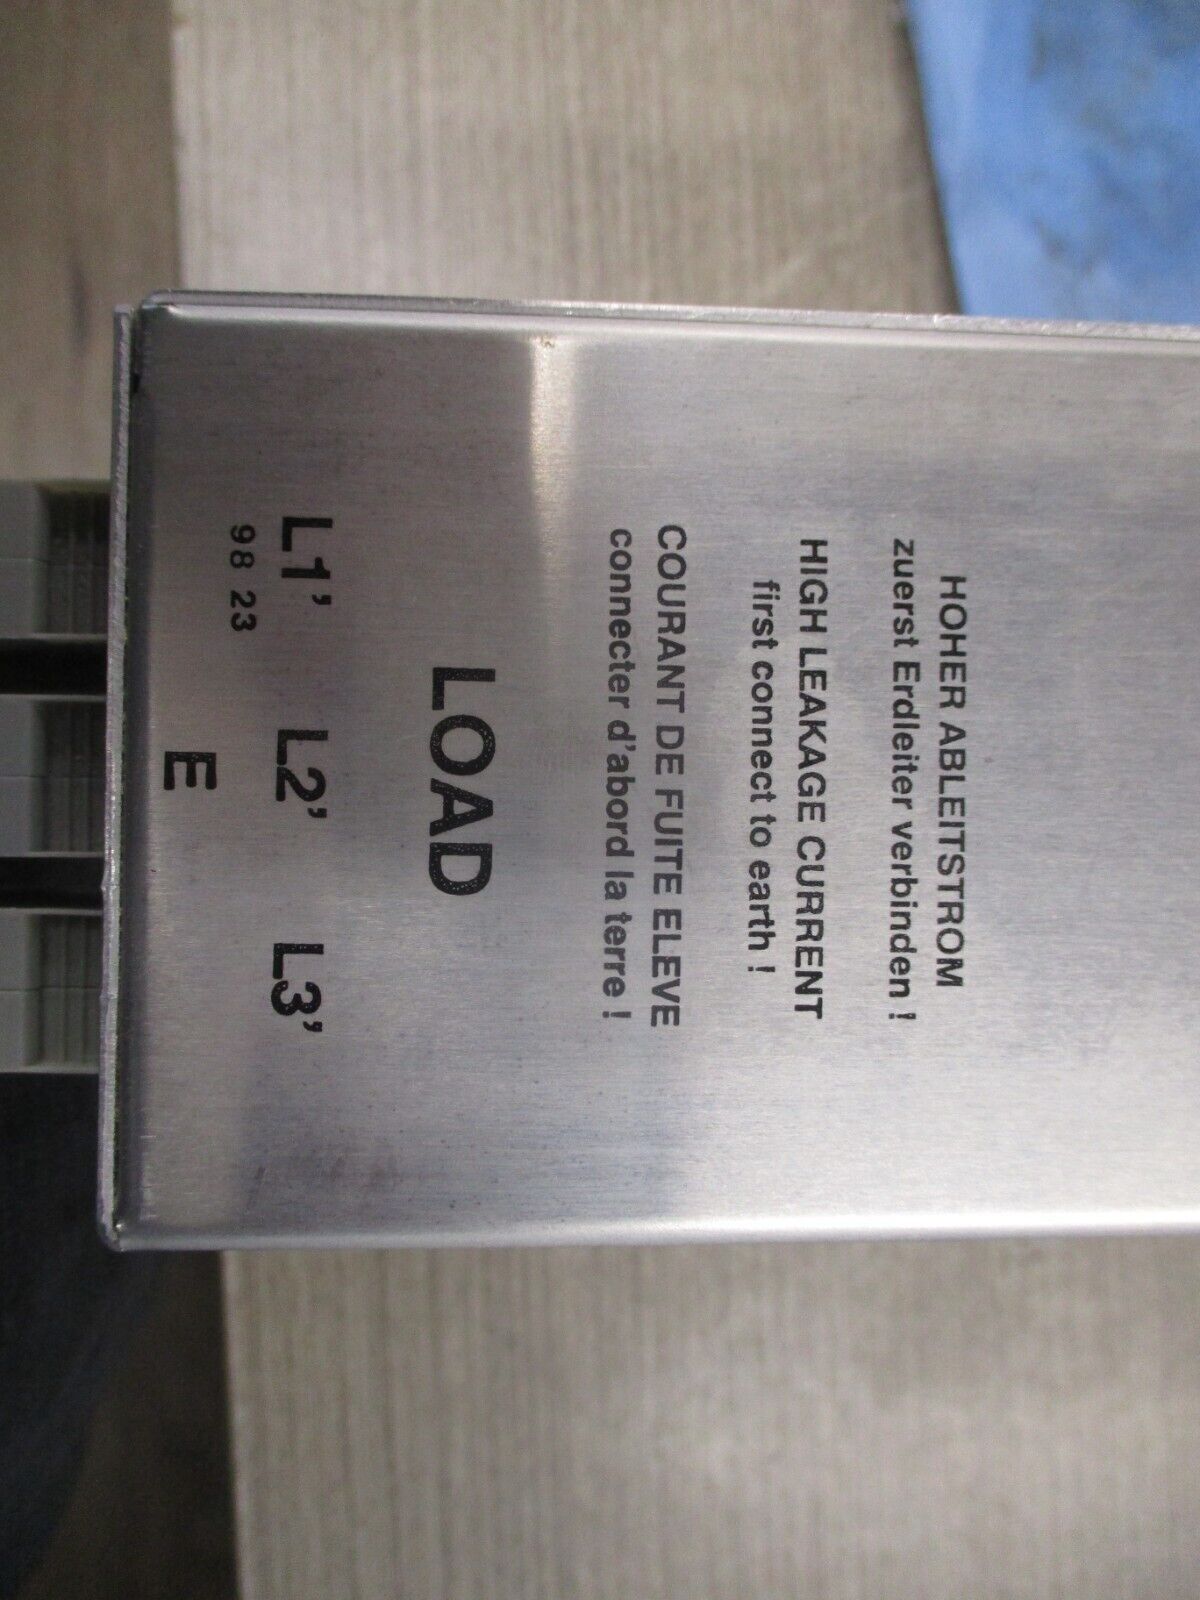 HOHER ABLEITSTROM
zuerst Erdleiter verbinden !
HIGH LEAKAGE CURRENT
first connect to earth !
COURANT DE FUITE ELEVE
connecter d'abord la terre !
LOAD
L1' L2' L3'
98 23
E